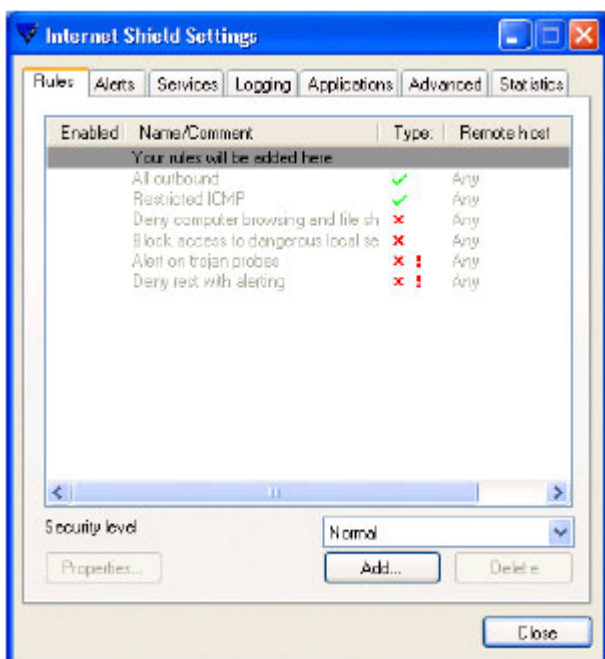 Internet Shield Settings
Rules Alerts Services Logging Applications Advanced Statistics
Enabled Name/Comment Type: Remote host
Your rules will be added here
All outbound Any
Restricted ICMP Any
Deny computer browsing and file sh Any
Block access to dangerous local se Any
Alert on trojan probes Any
Deny rest with alerting Any
Security level Normal
Properties... Add... Delete
Close